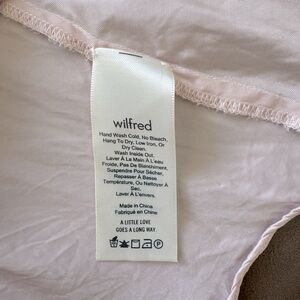 wilfred
Hand Wash Cold, No Bleach,
Hang To Dry, Low Iron, Or
Dry Clean.
Wash Inside Out.
Laver À La Main À L'eau
Froide, Pas De Blanchiment,
Suspendre Pour Sécher,
Repasser À Basse
Température, Ou Nettoyer À
Sec.
Laver À L'envers.
Made in China
Fabriqué en Chine
A LITTLE LOVE
GOES A LONG WAY.